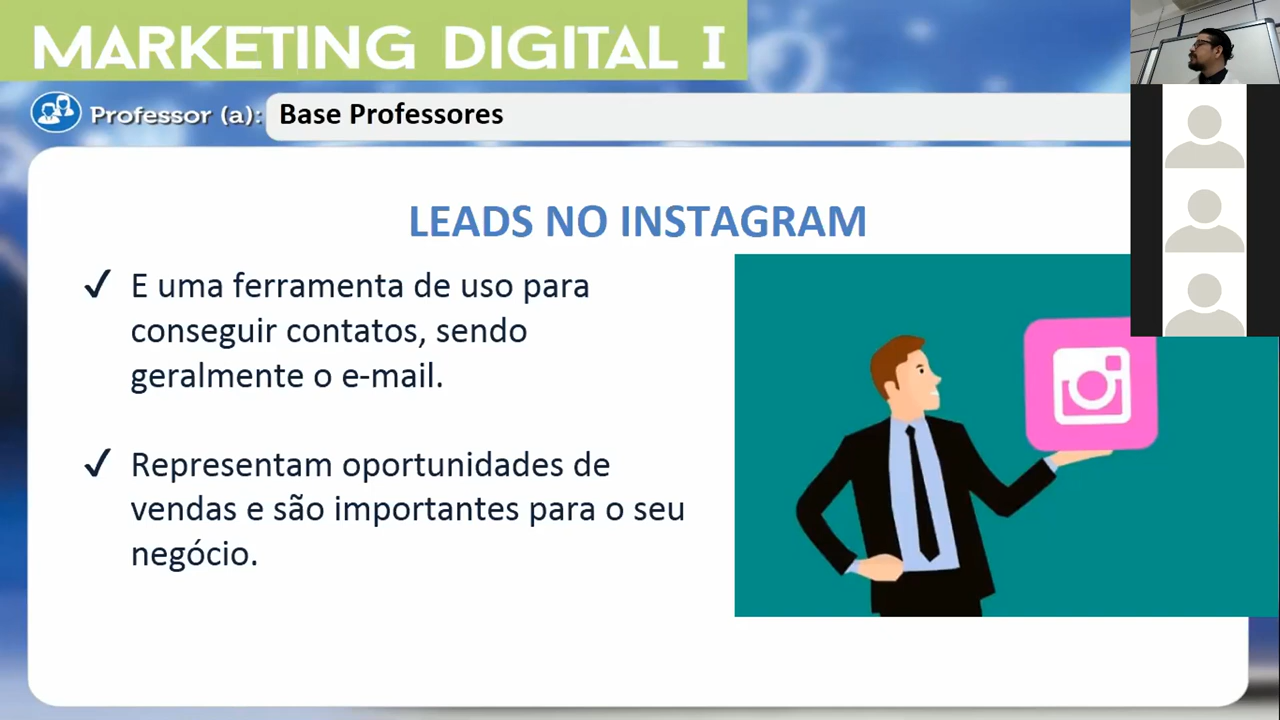 MARKETING DIGITAL I
Professor (a): Base Professores
LEADS NO INSTAGRAM
✓ E uma ferramenta de uso para
conseguir contatos, sendo
geralmente o e-mail.
✓ Representam oportunidades de
vendas e são importantes para o seu
negócio.